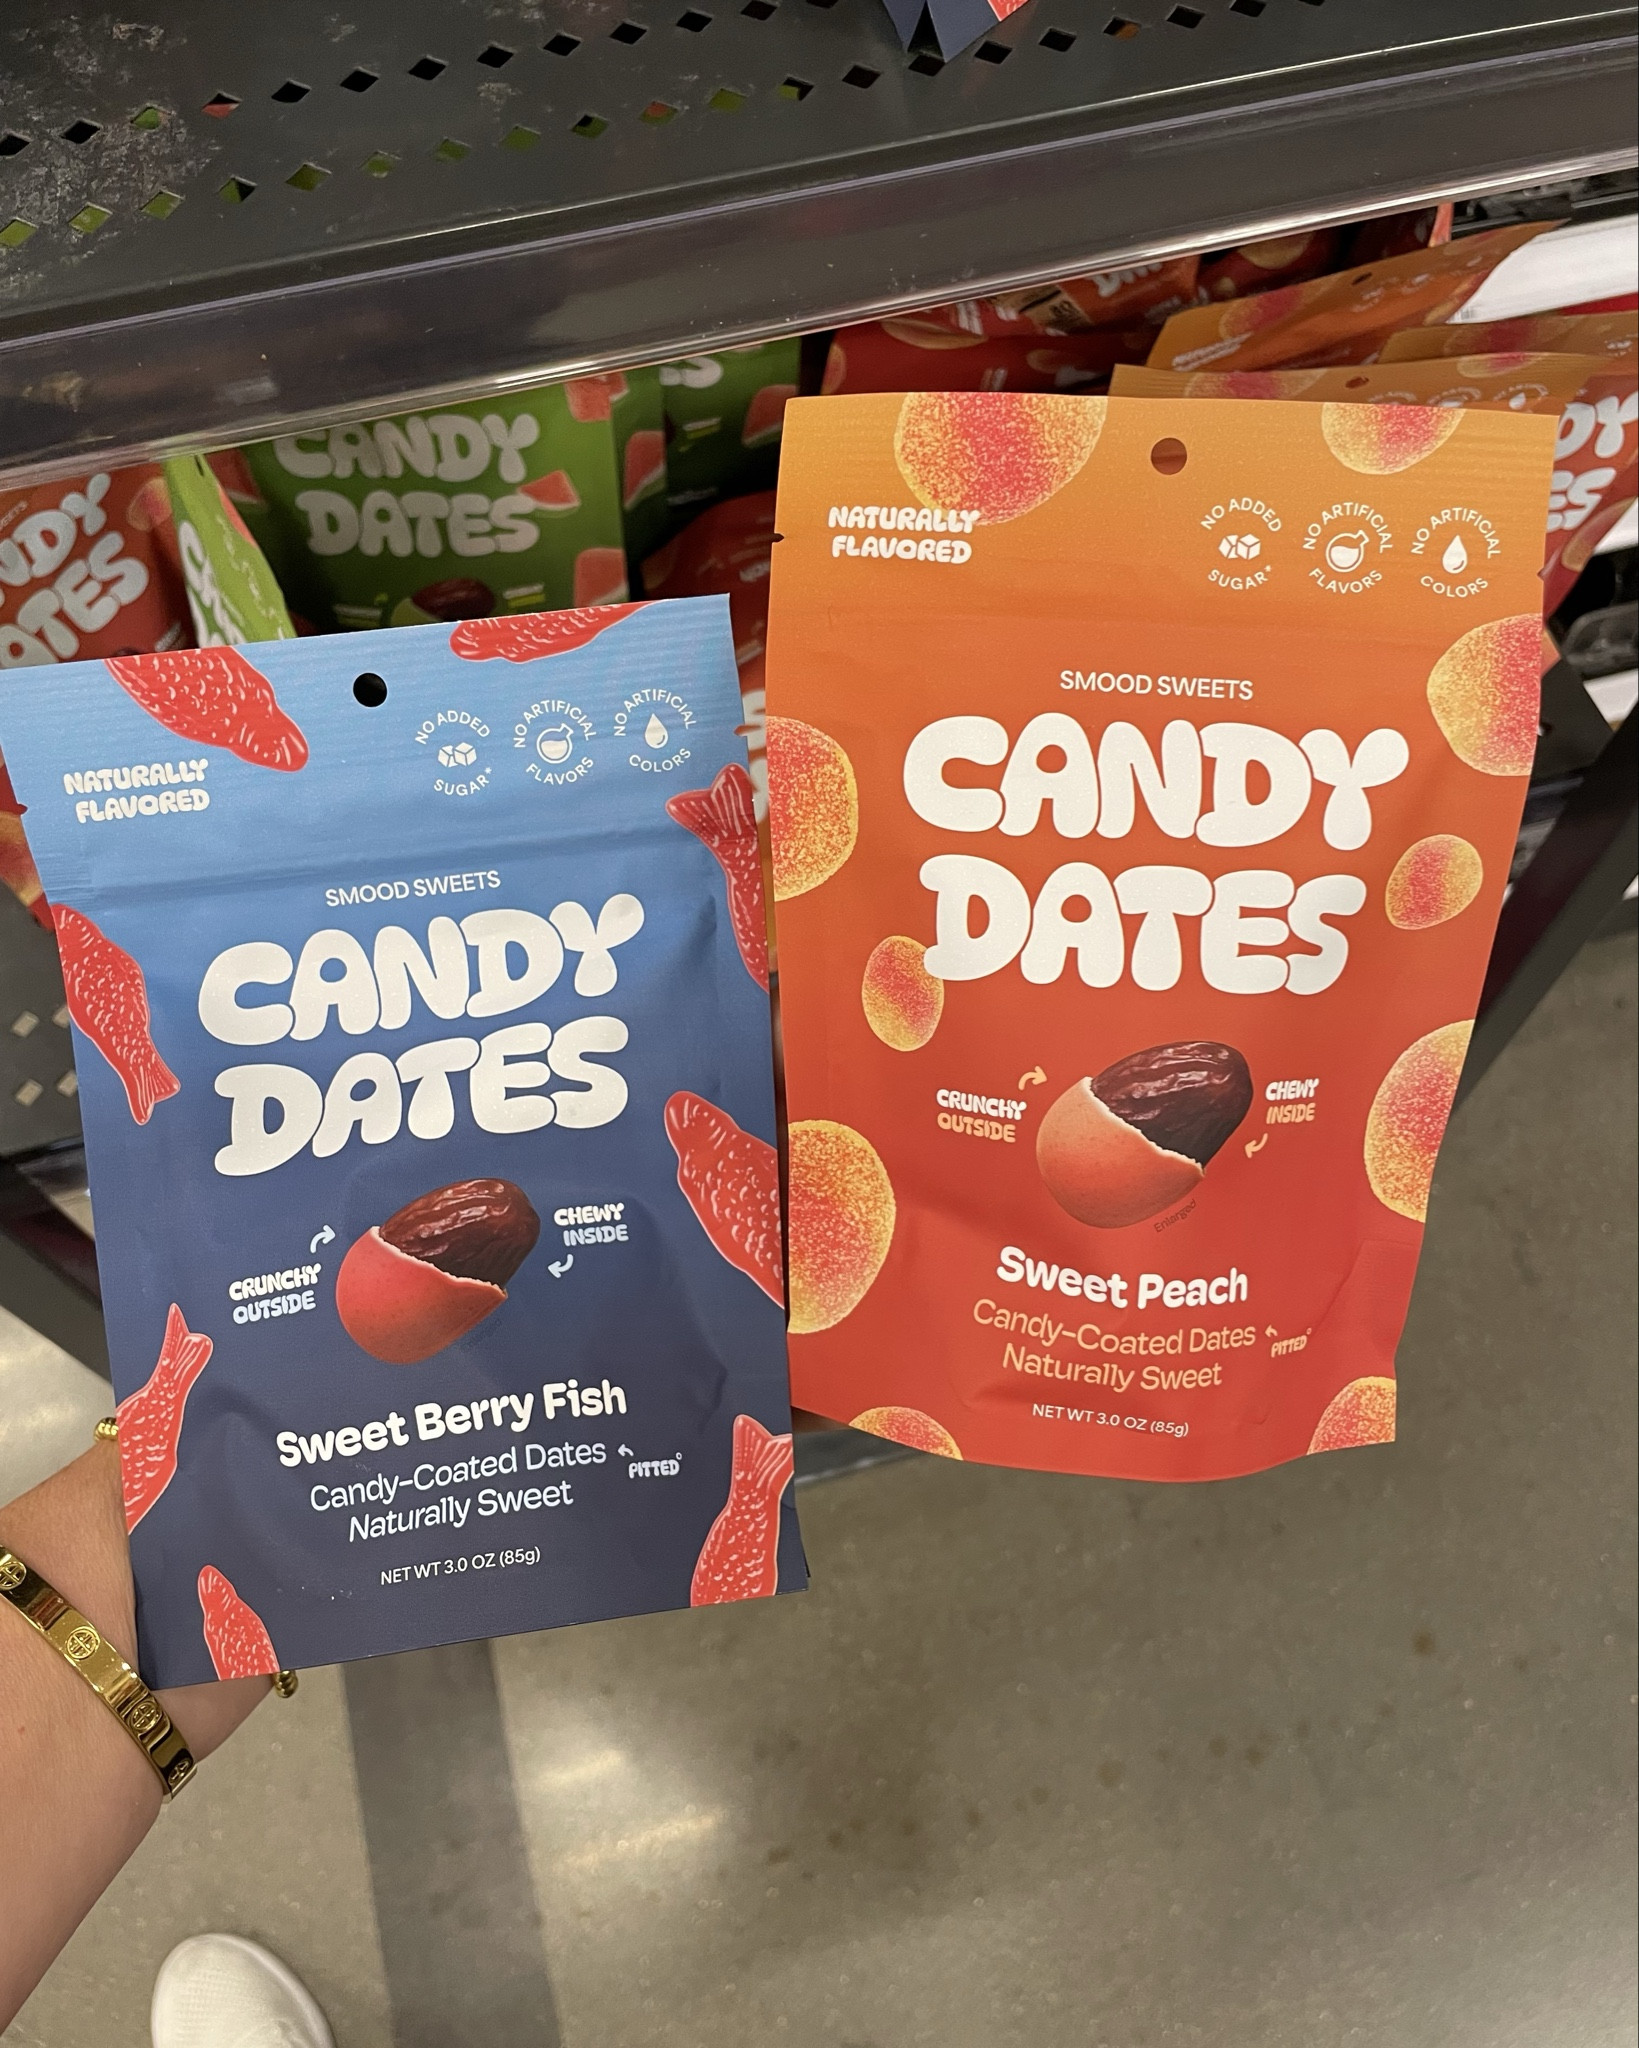 CANDY
DATES
NATURALLY
FLAVORED
NO ADDED
SUGAR*
NO ARTIFICIAL
FLAVORS
NO ARTIFICIAL
COLORS
SMOOD SWEETS
CANDY
DATES
CRUNCHY
OUTSIDE
CHEWY
INSIDE
Sweet Berry Fish
Candy-Coated Dates
PITTED°
Naturally Sweet
NET WT 3.0 OZ (85g)
NATURALLY
FLAVORED
NO ADDED
SUGAR*
NO ARTIFICIAL
FLAVORS
NO ARTIFICIAL
COLORS
SMOOD SWEETS
CANDY
DATES
CRUNCHY
OUTSIDE
CHEWY
INSIDE
Enlarged
Sweet Peach
Candy-Coated Dates
PITTED°
Naturally Sweet
NET WT 3.0 OZ (85g)